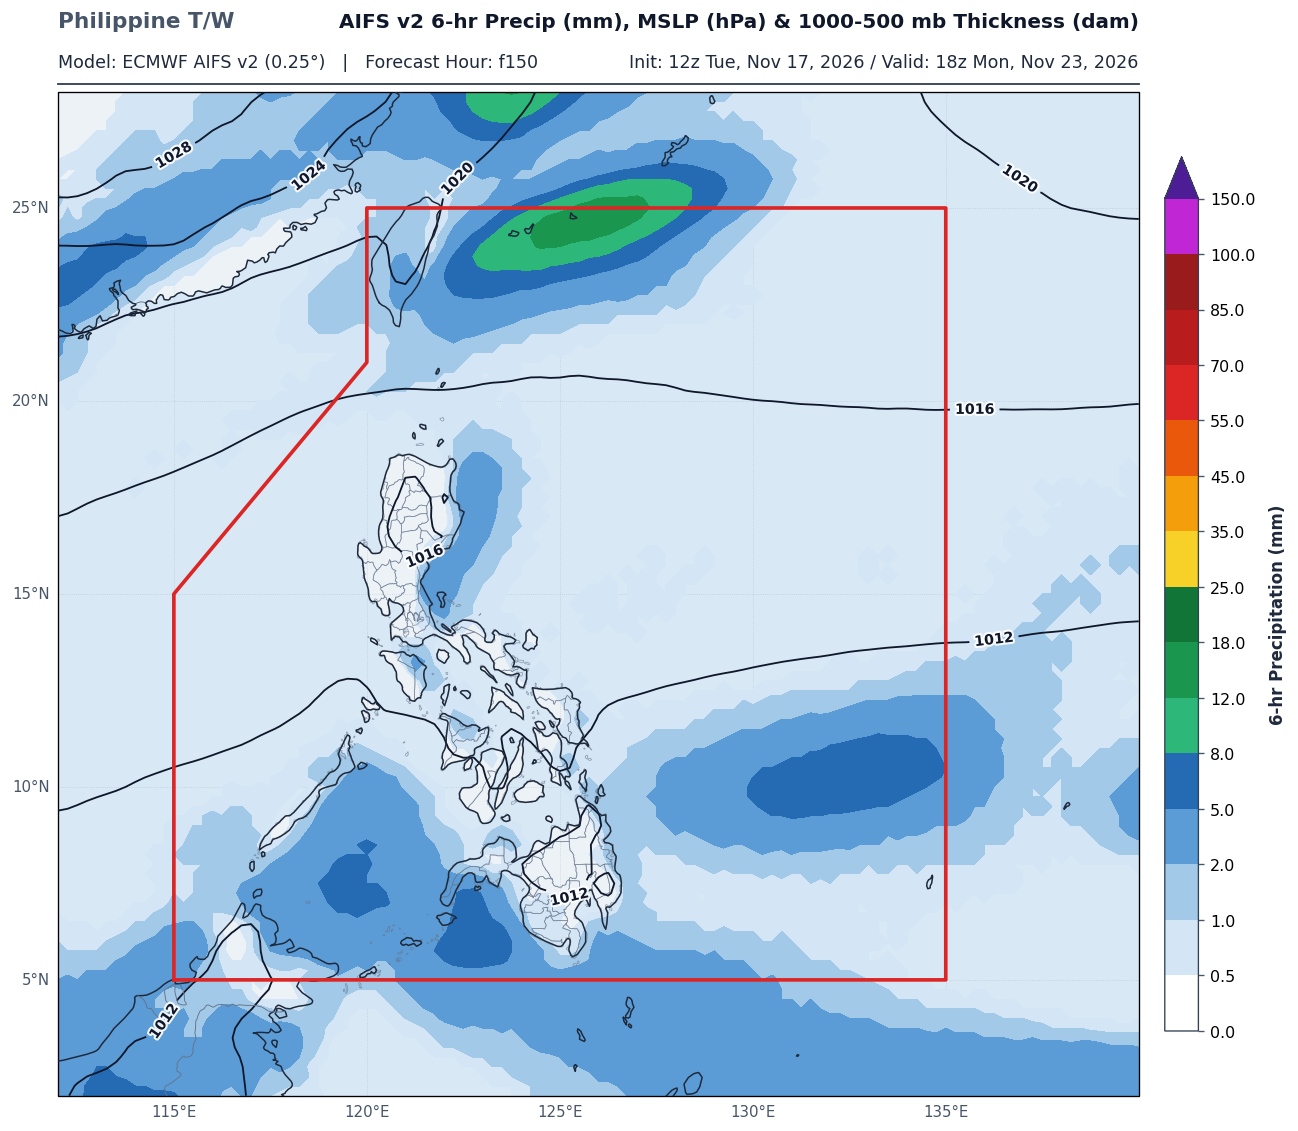 Philippine T/W
AIFS v2 6-hr Precip (mm), MSLP (hPa) & 1000-500 mb Thickness (dam)
Model: ECMWF AIFS v2 (0.25°)   |   Forecast Hour: f150
Init: 12z Tue, Nov 17, 2026 / Valid: 18z Mon, Nov 23, 2026
1028
1024
1020
1020
1016
1016
1012
1012
1012
25°N
20°N
15°N
10°N
5°N
115°E
120°E
125°E
130°E
135°E
150.0
100.0
85.0
70.0
55.0
45.0
35.0
25.0
18.0
12.0
8.0
5.0
2.0
1.0
0.5
0.0
6-hr Precipitation (mm)